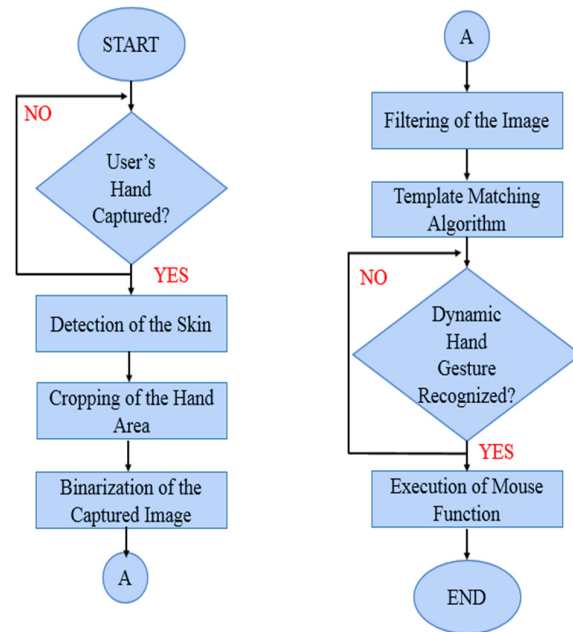 START
NO
User's
Hand
Captured?
YES
Detection of the Skin
Cropping of the Hand
Area
Binarization of the
Captured Image
A
A
Filtering of the Image
Template Matching
Algorithm
NO
Dynamic
Hand
Gesture
Recognized?
YES
Execution of Mouse
Function
END